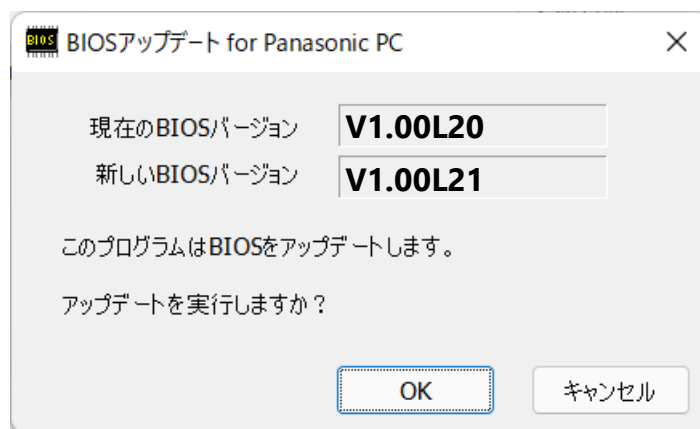 BIOS BIOSアップデート for Panasonic PC
現在のBIOSバージョン V1.00L20
新しいBIOSバージョン V1.00L21
このプログラムはBIOSをアップデートします。
アップデートを実行しますか？
OK キャンセル